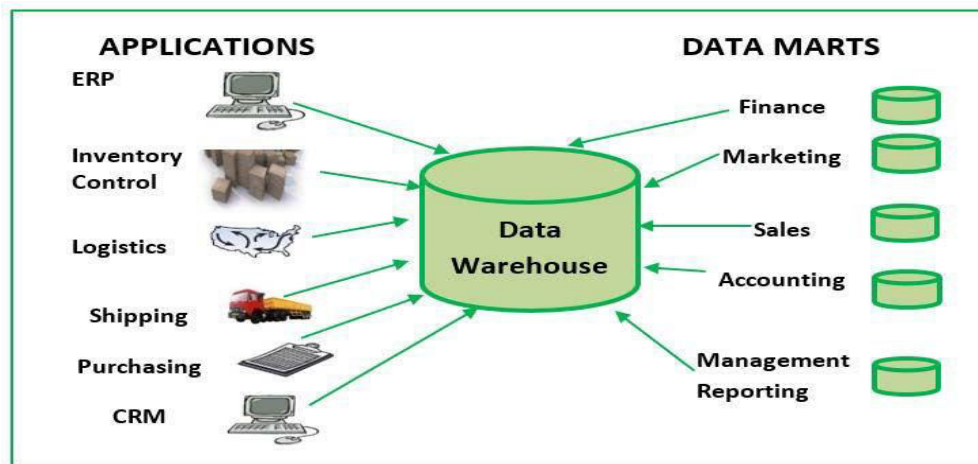 APPLICATIONS
ERP
Inventory
Control
Logistics
Shipping
Purchasing
CRM
Data
Warehouse
DATA MARTS
Finance
Marketing
Sales
Accounting
Management
Reporting